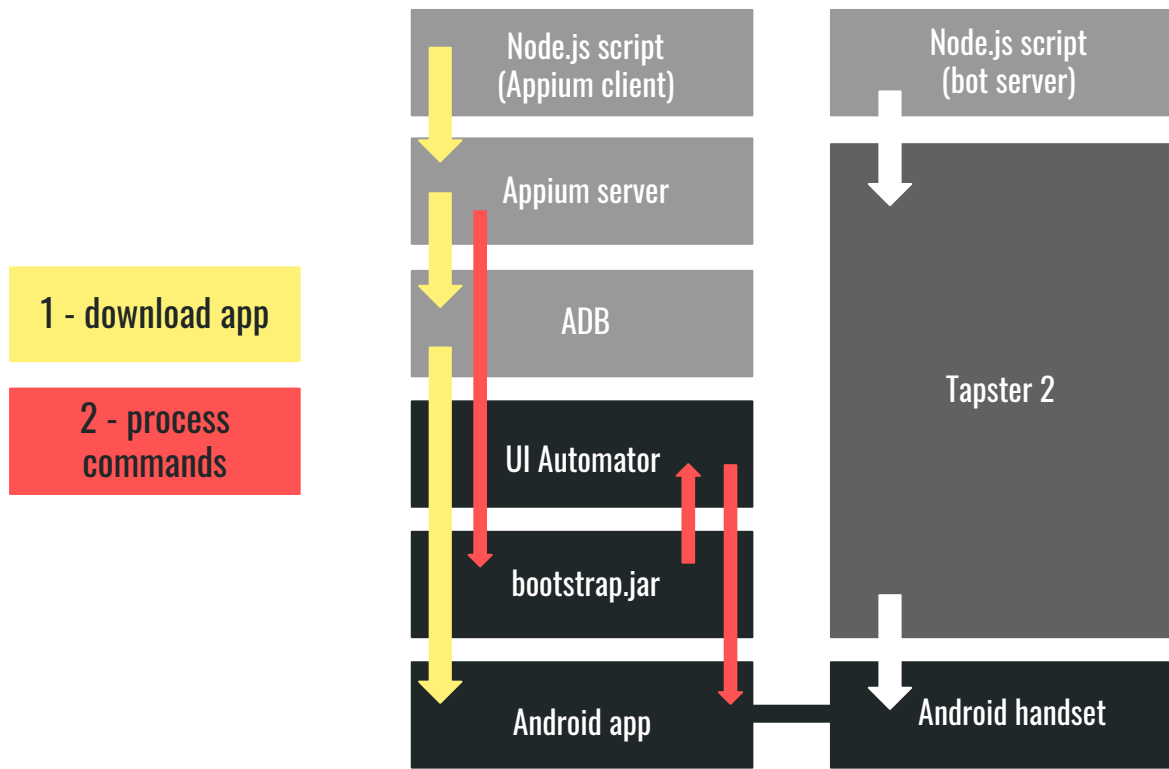 Node.js script
(Appium client)
Node.js script
(bot server)
Appium server
1 - download app
ADB
2 - process
commands
Tapster 2
UI Automator
bootstrap.jar
Android app
Android handset